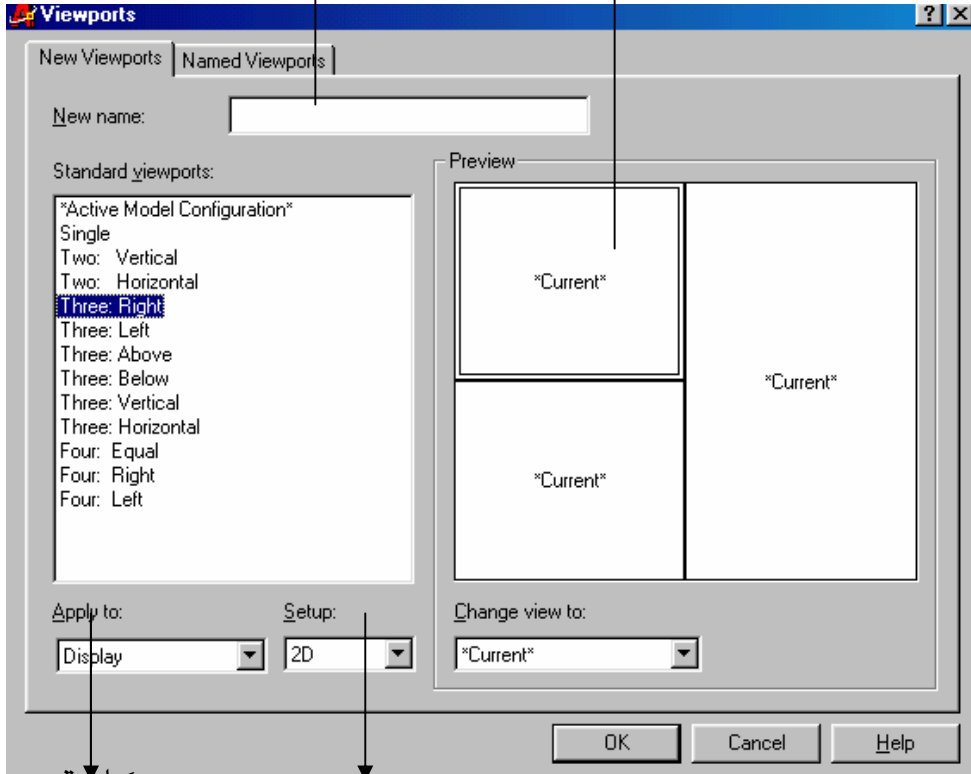 Viewports
New Viewports
Named Viewports
New name:
Standard viewports:
*Active Model Configuration*
Single
Two: Vertical
Two: Horizontal
Three: Right
Three: Left
Three: Above
Three: Below
Three: Vertical
Three: Horizontal
Four: Equal
Four: Right
Four: Left
Apply to:
Display
Setup:
2D
Preview
*Current*
*Current*
*Current*
Change view to:
*Current*
OK
Cancel
Help